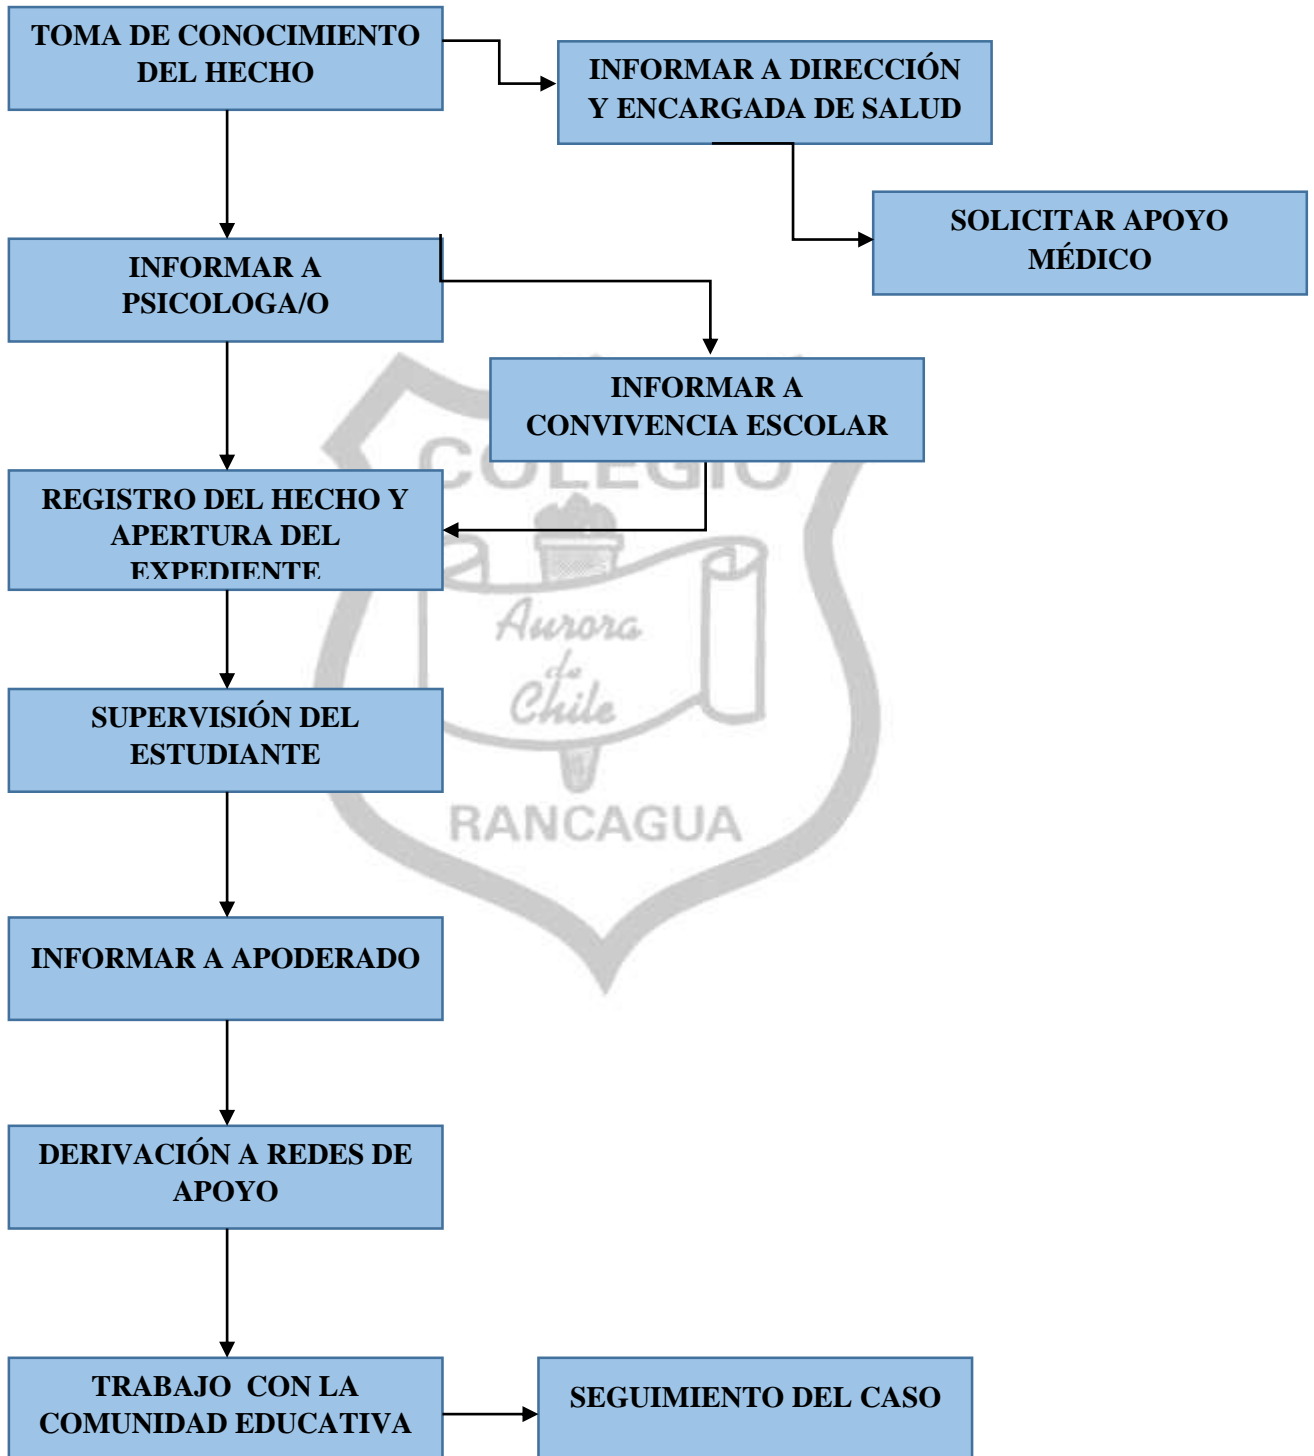 TOMA DE CONOCIMIENTO
DEL HECHO
INFORMAR A DIRECCIÓN
Y ENCARGADA DE SALUD
SOLICITAR APOYO
MÉDICO
INFORMAR A
PSICOLOGA/O
INFORMAR A
CONVIVENCIA ESCOLAR
COLEGIO
REGISTRO DEL HECHO Y
APERTURA DEL
EXPEDIENTE
Aurora
de
Chile
SUPERVISIÓN DEL
ESTUDIANTE
RANCAGUA
INFORMAR A APODERADO
DERIVACIÓN A REDES DE
APOYO
TRABAJO CON LA
COMUNIDAD EDUCATIVA
SEGUIMIENTO DEL CASO